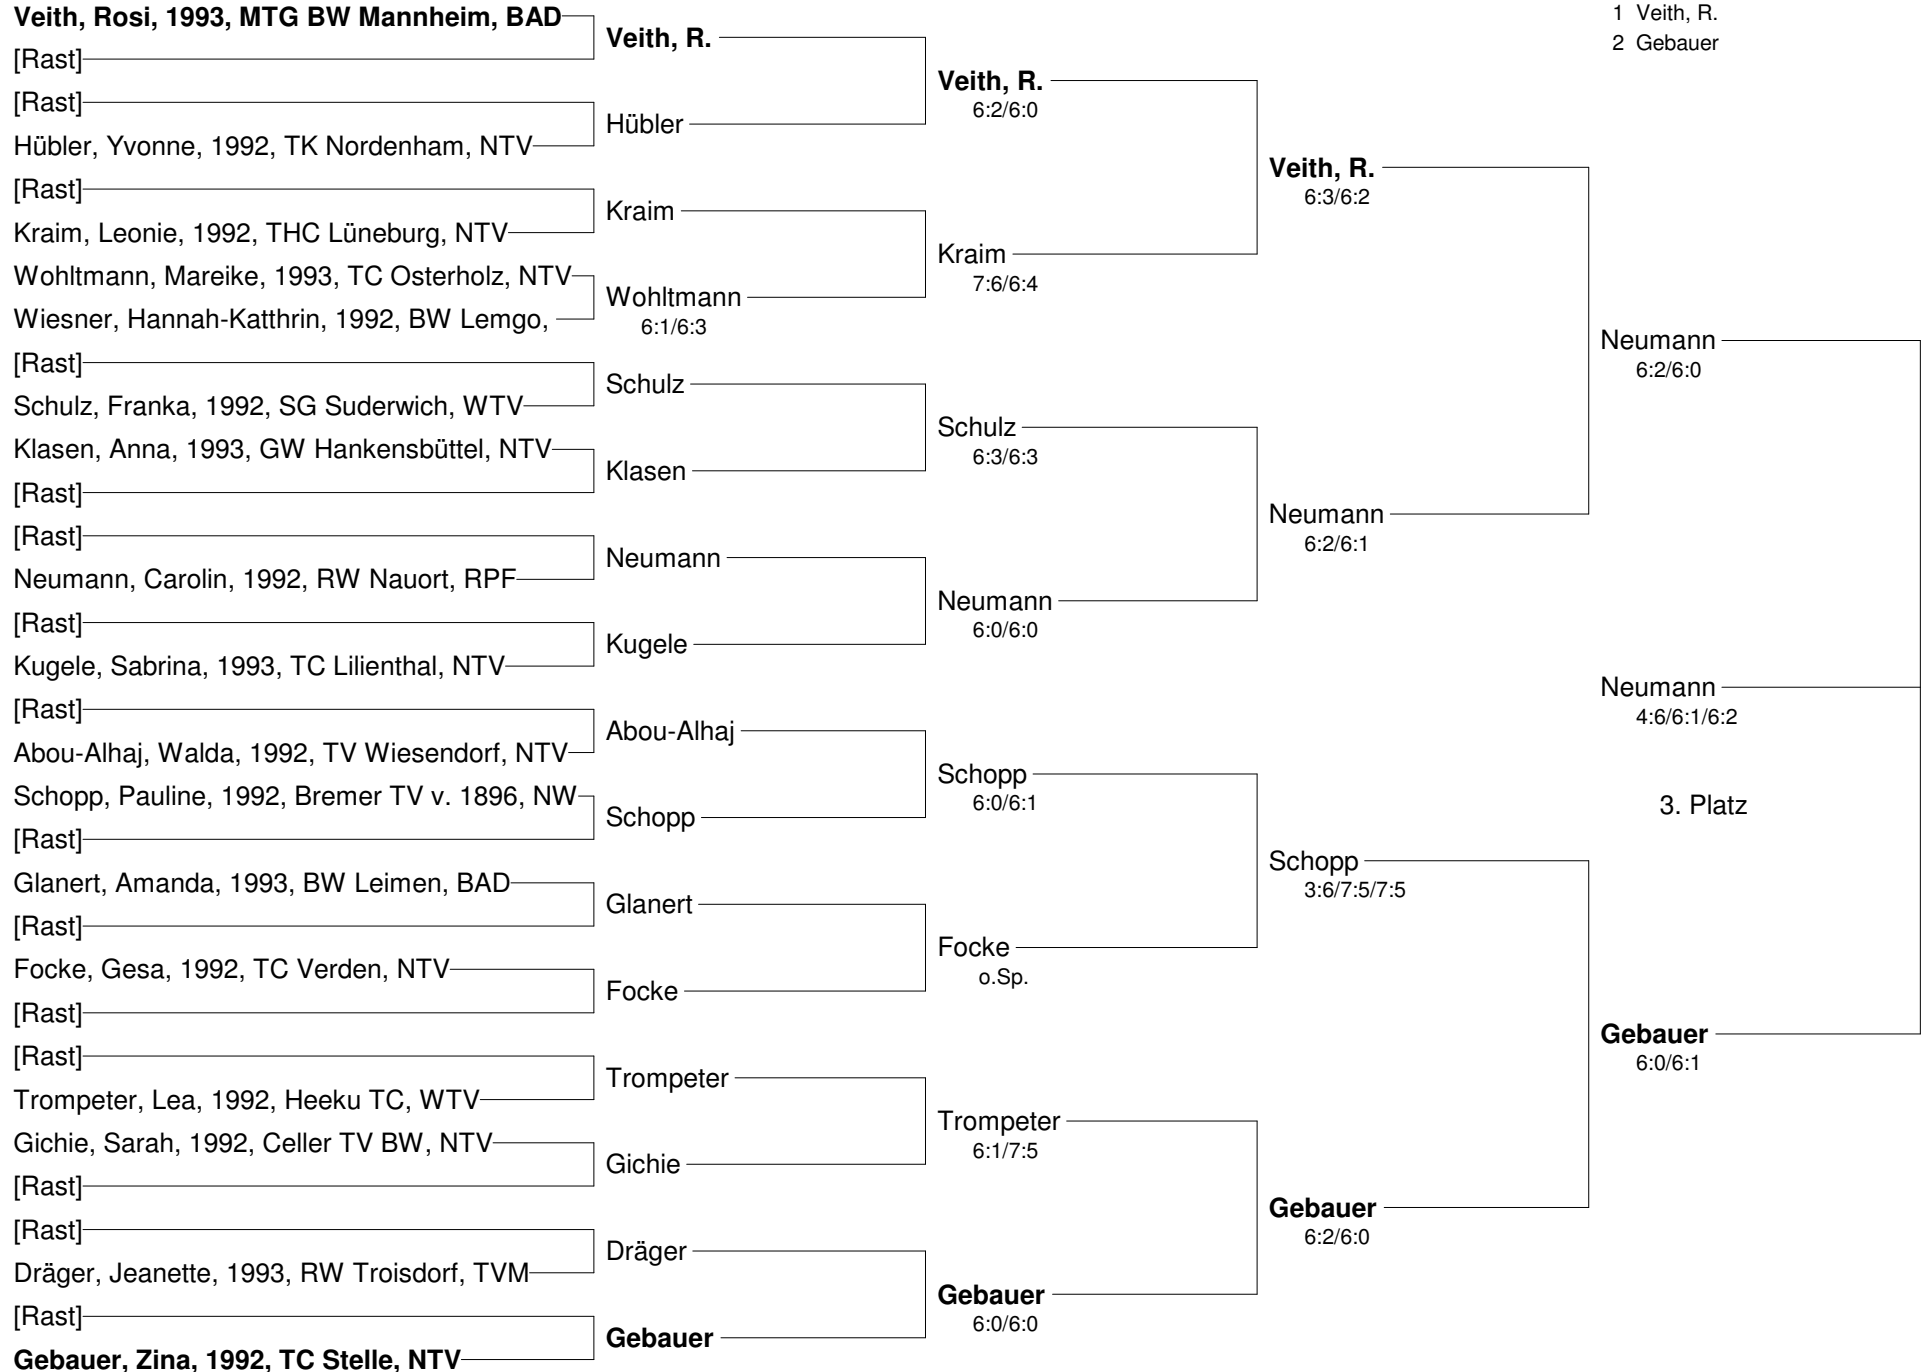 Veith, Rosi, 1993, MTG BW Mannheim, BAD
[Rast]
[Rast]
Hübler, Yvonne, 1992, TK Nordenham, NTV
[Rast]
Kraim, Leonie, 1992, THC Lüneburg, NTV
Wohltmann, Mareike, 1993, TC Osterholz, NTV
Wiesner, Hannah-Katthrin, 1992, BW Lemgo,
[Rast]
Schulz, Franka, 1992, SG Suderwich, WTV
Klasen, Anna, 1993, GW Hankensbüttel, NTV
[Rast]
[Rast]
Neumann, Carolin, 1992, RW Nauort, RPF
[Rast]
Kugele, Sabrina, 1993, TC Lilienthal, NTV
[Rast]
Abou-Alhaj, Walda, 1992, TV Wiesendorf, NTV
Schopp, Pauline, 1992, Bremer TV v. 1896, NW
[Rast]
Glanert, Amanda, 1993, BW Leimen, BAD
[Rast]
Focke, Gesa, 1992, TC Verden, NTV
[Rast]
[Rast]
Trompeter, Lea, 1992, Heeku TC, WTV
Gichie, Sarah, 1992, Celler TV BW, NTV
[Rast]
[Rast]
Dräger, Jeanette, 1993, RW Troisdorf, TVM
[Rast]
Gebauer, Zina, 1992, TC Stelle, NTV
Veith, R.
Hübler
Kraim
Wohltmann
6:1/6:3
Schulz
Klasen
Neumann
Kugele
Abou-Alhaj
Schopp
Glanert
Focke
Trompeter
Gichie
Dräger
Gebauer
Veith, R.
6:2/6:0
Kraim
7:6/6:4
Schulz
6:3/6:3
Neumann
6:0/6:0
Schopp
6:0/6:1
Focke
o.Sp.
Trompeter
6:1/7:5
Gebauer
6:0/6:0
Veith, R.
6:3/6:2
Neumann
6:2/6:1
Schopp
3:6/7:5/7:5
Gebauer
6:2/6:0
1 Veith, R.
2 Gebauer
Neumann
6:2/6:0
Neumann
4:6/6:1/6:2
3. Platz
Gebauer
6:0/6:1